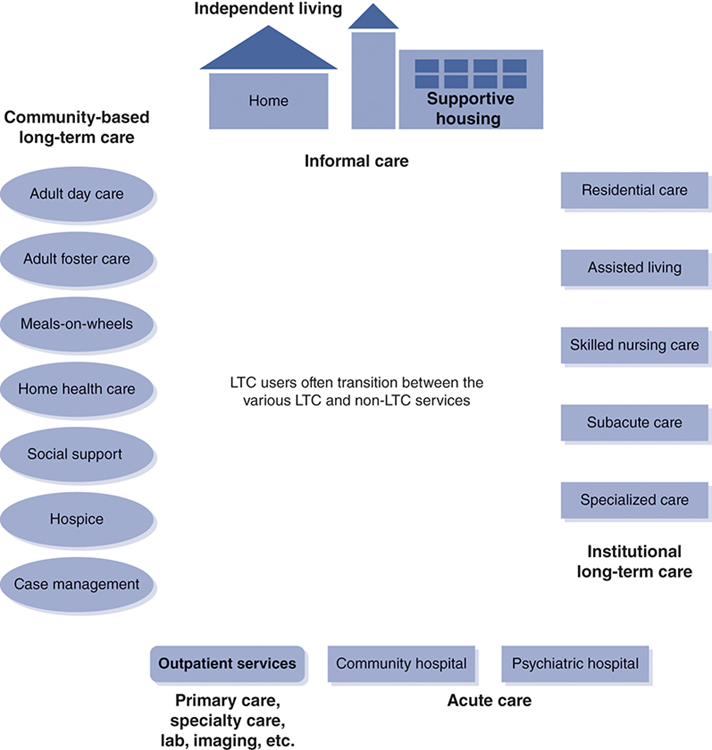 Independent living
Home
Supportive
housing
Informal care
Community-based
long-term care
Adult day care
Adult foster care
Meals-on-wheels
Home health care
Social support
Hospice
Case management
LTC users often transition between the
various LTC and non-LTC services
Residential care
Assisted living
Skilled nursing care
Subacute care
Specialized care
Institutional
long-term care
Outpatient services
Primary care,
specialty care,
lab, imaging, etc.
Community hospital
Psychiatric hospital
Acute care